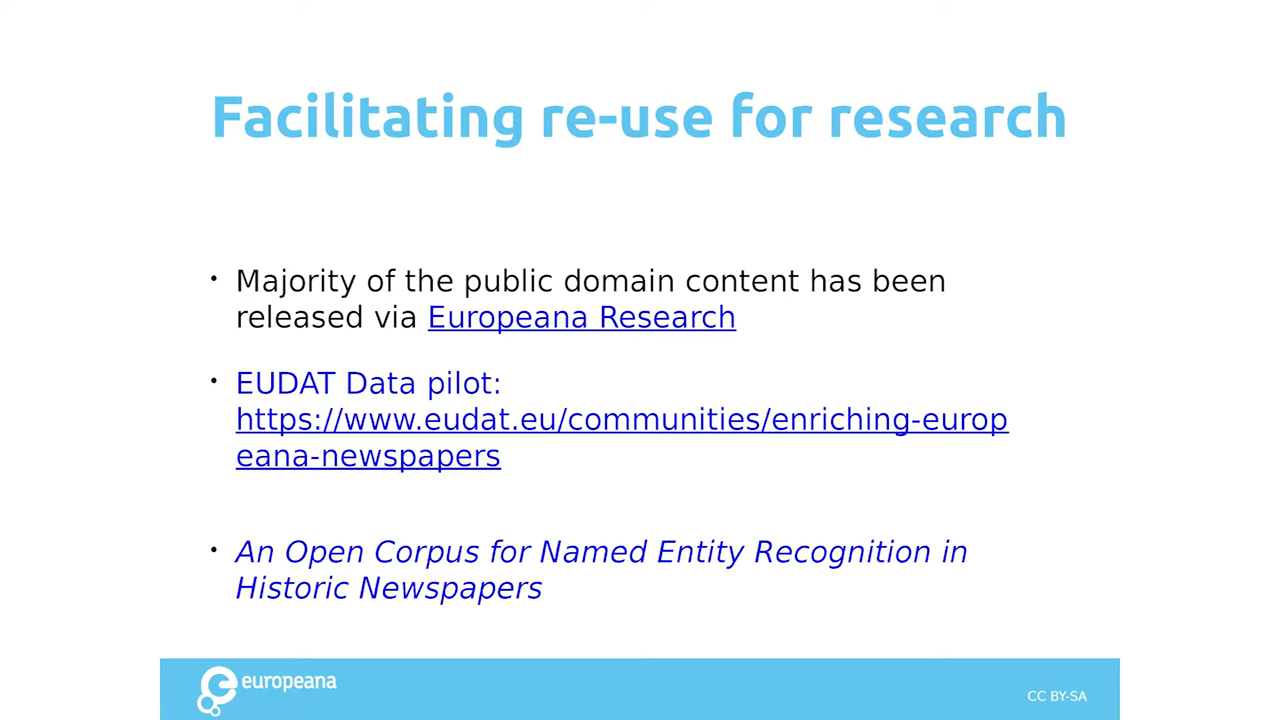 Facilitating re-use for research
• Majority of the public domain content has been
released via Europeana Research
• EUDAT Data pilot:
https://www.eudat.eu/communities/enriching-europ
eana-newspapers
• An Open Corpus for Named Entity Recognition in
Historic Newspapers
europeana
CC BY-SA